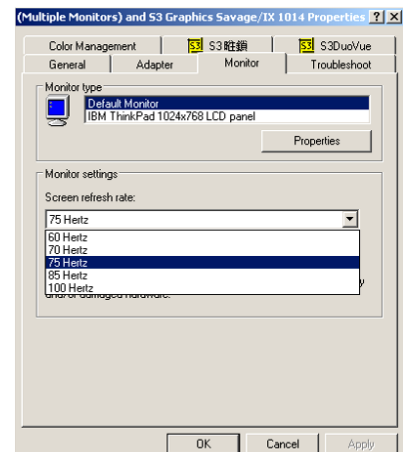 (Multiple Monitors) and S3 Graphics Savage/IX 1014 Properties
Color Management S3 S3旺鎖 S3 S3DuoVue
General Adapter Monitor Troubleshoot
Monitor type
Default Monitor
IBM ThinkPad 1024x768 LCD panel
Properties
Monitor settings
Screen refresh rate:
75 Hertz
60 Hertz
70 Hertz
75 Hertz
85 Hertz
100 Hertz
and/or damaged hardware.
OK Cancel Apply